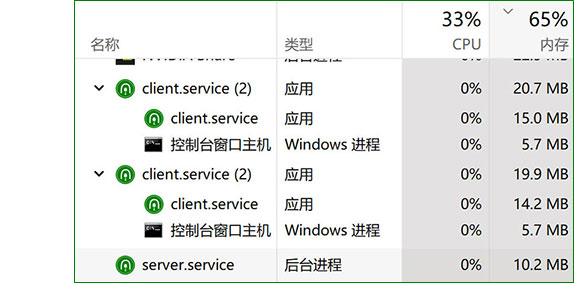 33% 65%
名称 类型 CPU 内存
0%
client.service (2) 应用 0% 20.7 MB
client.service 应用 0% 15.0 MB
控制台窗口主机 Windows 进程 0% 5.7 MB
client.service (2) 应用 0% 19.9 MB
client.service 应用 0% 14.2 MB
控制台窗口主机 Windows 进程 0% 5.7 MB
server.service 后台进程 0% 10.2 MB